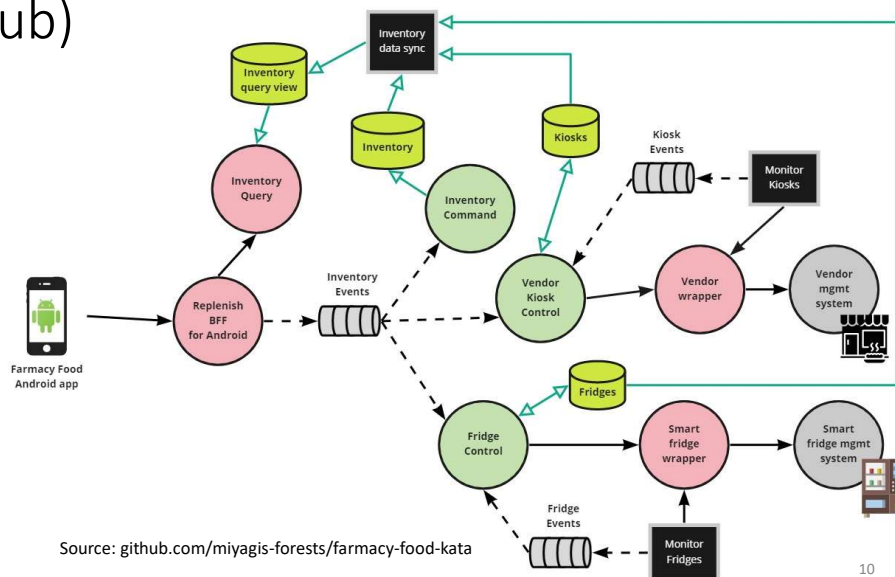 ub)
Inventory
data sync
Inventory
query view
Inventory
Kiosks
Kiosk
Events
Monitor
Kiosks
Inventory
Query
Inventory
Command
Inventory
Events
Replenish
BFF
for Android
Vendor
Kiosk
Control
Vendor
wrapper
Vendor
mgmt
system
Farmacy Food
Android app
Fridges
Fridge
Control
Smart
fridge
wrapper
Smart
fridge mgmt
system
Fridge
Events
Monitor
Fridges
Source: github.com/miyagis-forests/farmacy-food-kata
10